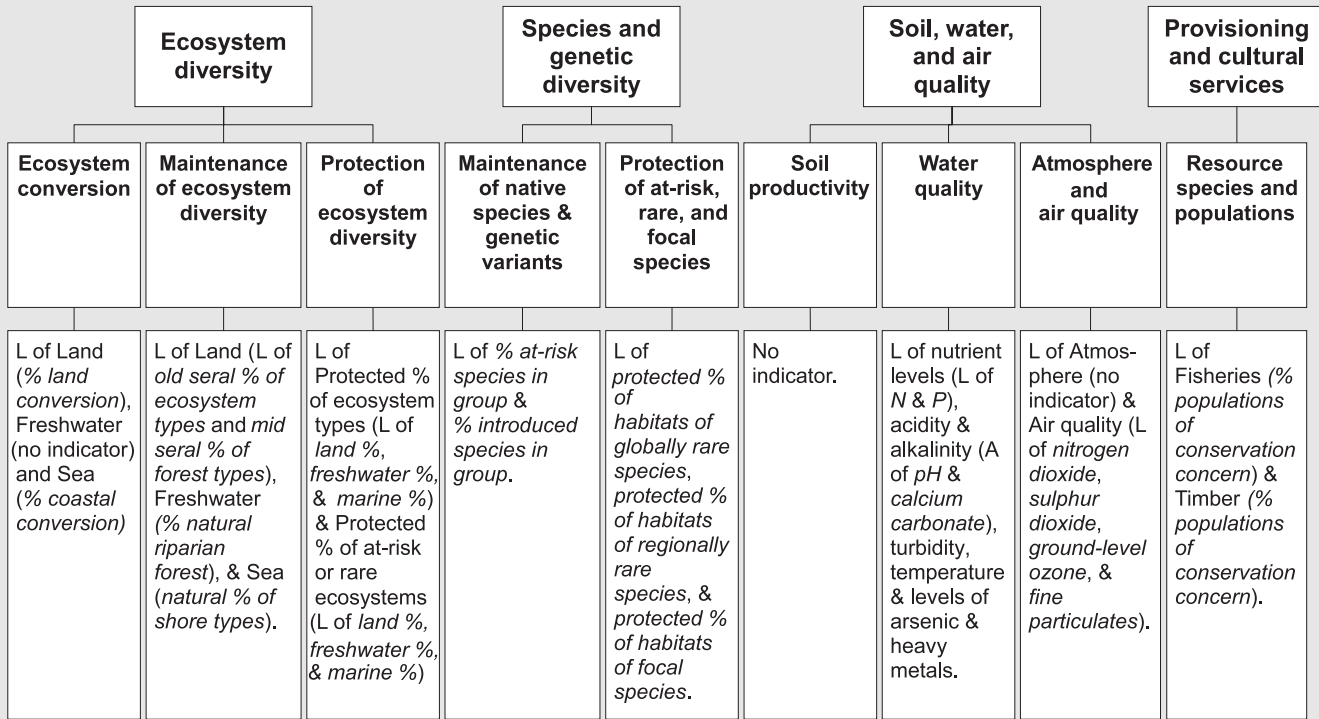 Ecosystem
diversity
Species and
genetic
diversity
Soil, water,
and air
quality
Provisioning
and cultural
services
Ecosystem
conversion
Maintenance
of ecosystem
diversity
Protection
of
ecosystem
diversity
Maintenance
of native
species &
genetic
variants
Protection
of at-risk,
rare, and
focal
species
Soil
productivity
Water
quality
Atmosphere
and
air quality
Resource
species and
populations
L of Land
(% land
conversion),
Freshwater
(no indicator)
and Sea
(% coastal
conversion)
L of Land (L of
old seral % of
ecosystem
types and mid
seral % of
forest types),
Freshwater
(% natural
riparian
forest), & Sea
(natural % of
shore types).
L of
Protected %
of ecosystem
types (L of
land %,
freshwater %,
& marine %)
& Protected
% of at-risk
or rare
ecosystems
(L of land %,
freshwater %,
& marine %)
L of % at-risk
species in
group &
% introduced
species in
group.
L of
protected %
of
habitats of
globally rare
species,
protected %
of habitats
of regionally
rare
species, &
protected %
of habitats
of focal
species.
No
indicator.
L of nutrient
levels (L of
N & P),
acidity &
alkalinity (A
of pH &
calcium
carbonate),
turbidity,
temperature
& levels of
arsenic &
heavy
metals.
L of Atmos-
phere (no
indicator) &
Air quality (L
of nitrogen
dioxide,
sulphur
dioxide,
ground-level
ozone, &
fine
particulates).
L of
Fisheries (%
populations
of
conservation
concern) &
Timber (%
populations
of
conservation
concern).